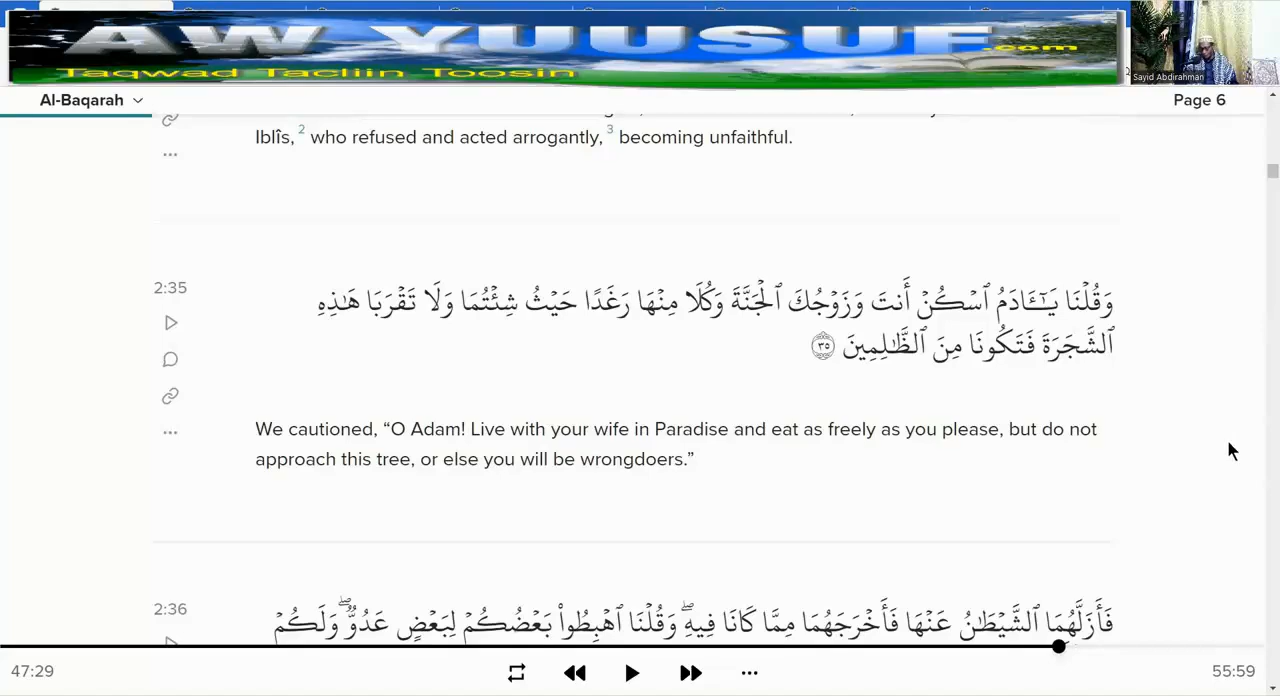 AW YUUSUF.com
Taqwad Tacliin Toosin
Sayid Abdirahman
Al-Baqarah
Page 6
Iblîs, 2 who refused and acted arrogantly, 3 becoming unfaithful.
2:35
وَقُلْنَا يَـٰٓـَٔادَمُ ٱسْكُنْ أَنتَ وَزَوْجُكَ ٱلْجَنَّةَ وَكُلَا مِنْهَا رَغَدًا حَيْثُ شِئْتُمَا وَلَا تَقْرَبَا هَـٰذِهِ
ٱلشَّجَرَةَ فَتَكُونَا مِنَ ٱلظَّـٰلِمِينَ ٣٥
We cautioned, “O Adam! Live with your wife in Paradise and eat as freely as you please, but do not
approach this tree, or else you will be wrongdoers.”
2:36
فَأَزَلَّهُمَا ٱلشَّيْطَـٰنُ عَنْهَا فَأَخْرَجَهُمَا مِمَّا كَانَا فِيهِ ۖ وَقُلْنَا ٱهْبِطُوا۟ بَعْضُكُمْ لِبَعْضٍ عَدُوٌّ ۖ وَلَكُمْ
47:29
55:59